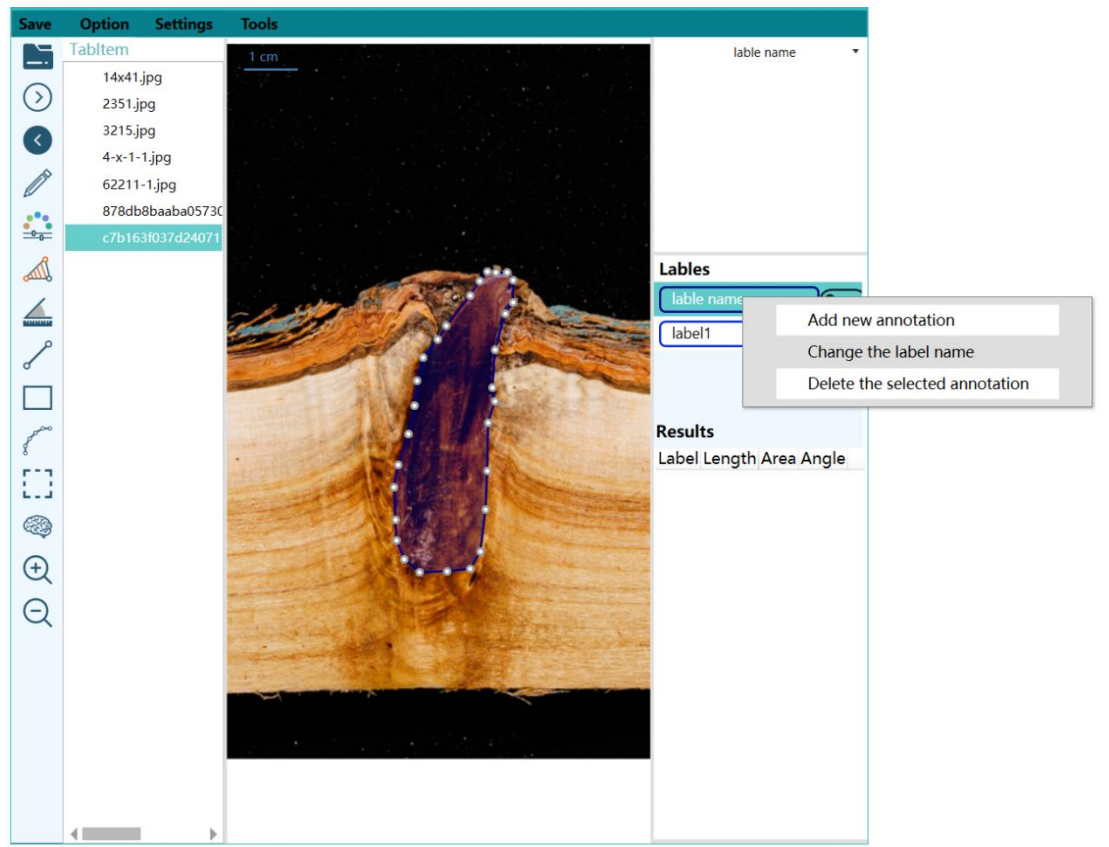 Save Option Settings Tools
TabItem
14x41.jpg
2351.jpg
3215.jpg
4-x-1-1.jpg
62211-1.jpg
878db8baaba05730
c7b163f037d24071
1 cm
lable name
Lables
lable name
label1
Add new annotation
Change the label name
Delete the selected annotation
Results
Label Length Area Angle